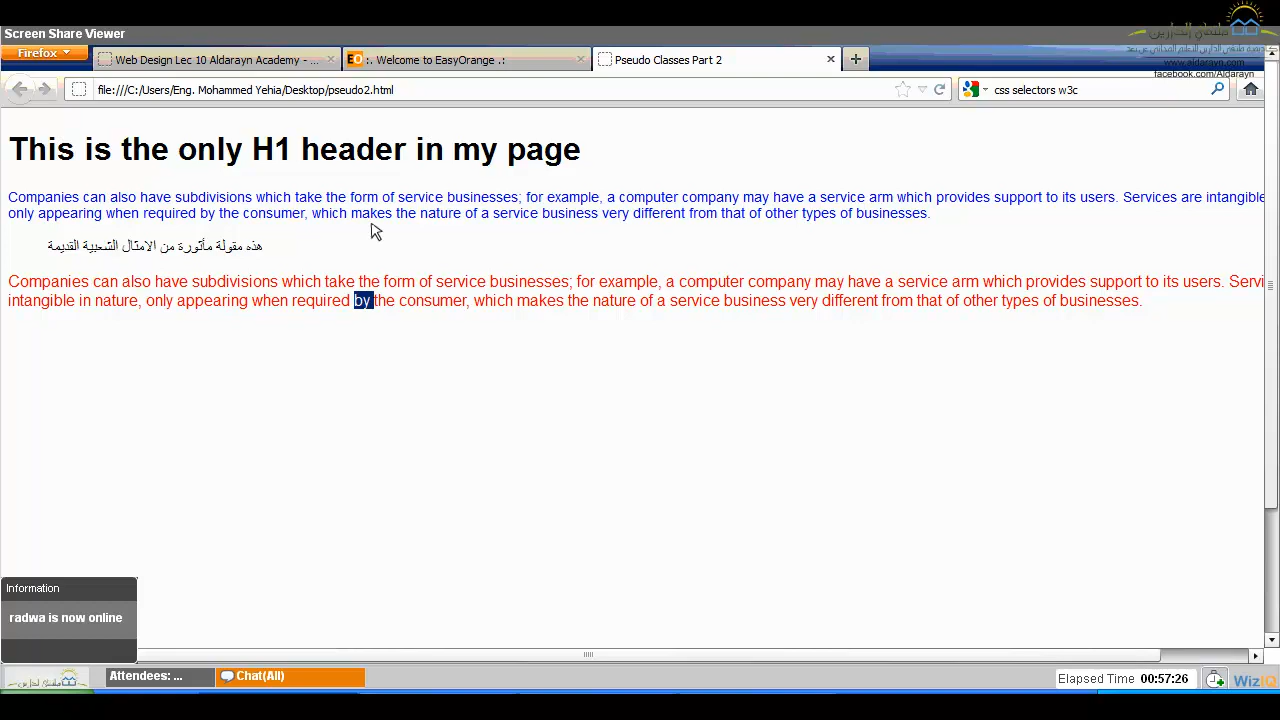 Screen Share Viewer
Firefox
Web Design Lec 10 Aldarayn Academy - ...
EO :. Welcome to EasyOrange .:
Pseudo Classes Part 2
www.aldarayn.com
facebook.com/Aldarayn
file:///C:/Users/Eng. Mohammed Yehia/Desktop/pseudo2.html
css selectors w3c
This is the only H1 header in my page
Companies can also have subdivisions which take the form of service businesses; for example, a computer company may have a service arm which provides support to its users. Services are intangible
only appearing when required by the consumer, which makes the nature of a service business very different from that of other types of businesses.
هذه مقولة مأثورة من الامثال الشعبية القديمة
Companies can also have subdivisions which take the form of service businesses; for example, a computer company may have a service arm which provides support to its users. Servi
intangible in nature, only appearing when required by the consumer, which makes the nature of a service business very different from that of other types of businesses.
Information
radwa is now online
Attendees: ...
Chat(All)
Elapsed Time 00:57:26
WizIQ